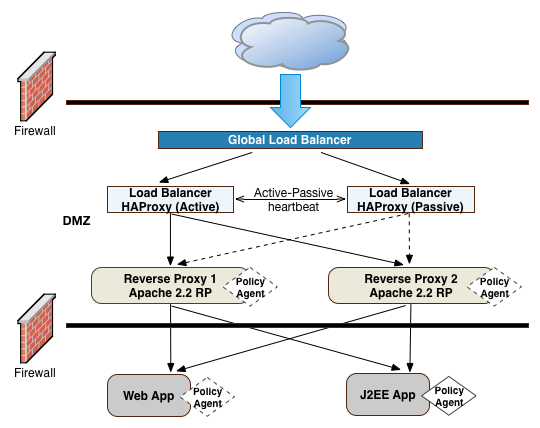 Firewall
Global Load Balancer
Load Balancer
HAProxy (Active)
Active-Passive
heartbeat
Load Balancer
HAProxy (Passive)
DMZ
Reverse Proxy 1
Apache 2.2 RP
Policy
Agent
Reverse Proxy 2
Apache 2.2 RP
Policy
Agent
Firewall
Web App
Policy
Agent
J2EE App
Policy
Agent